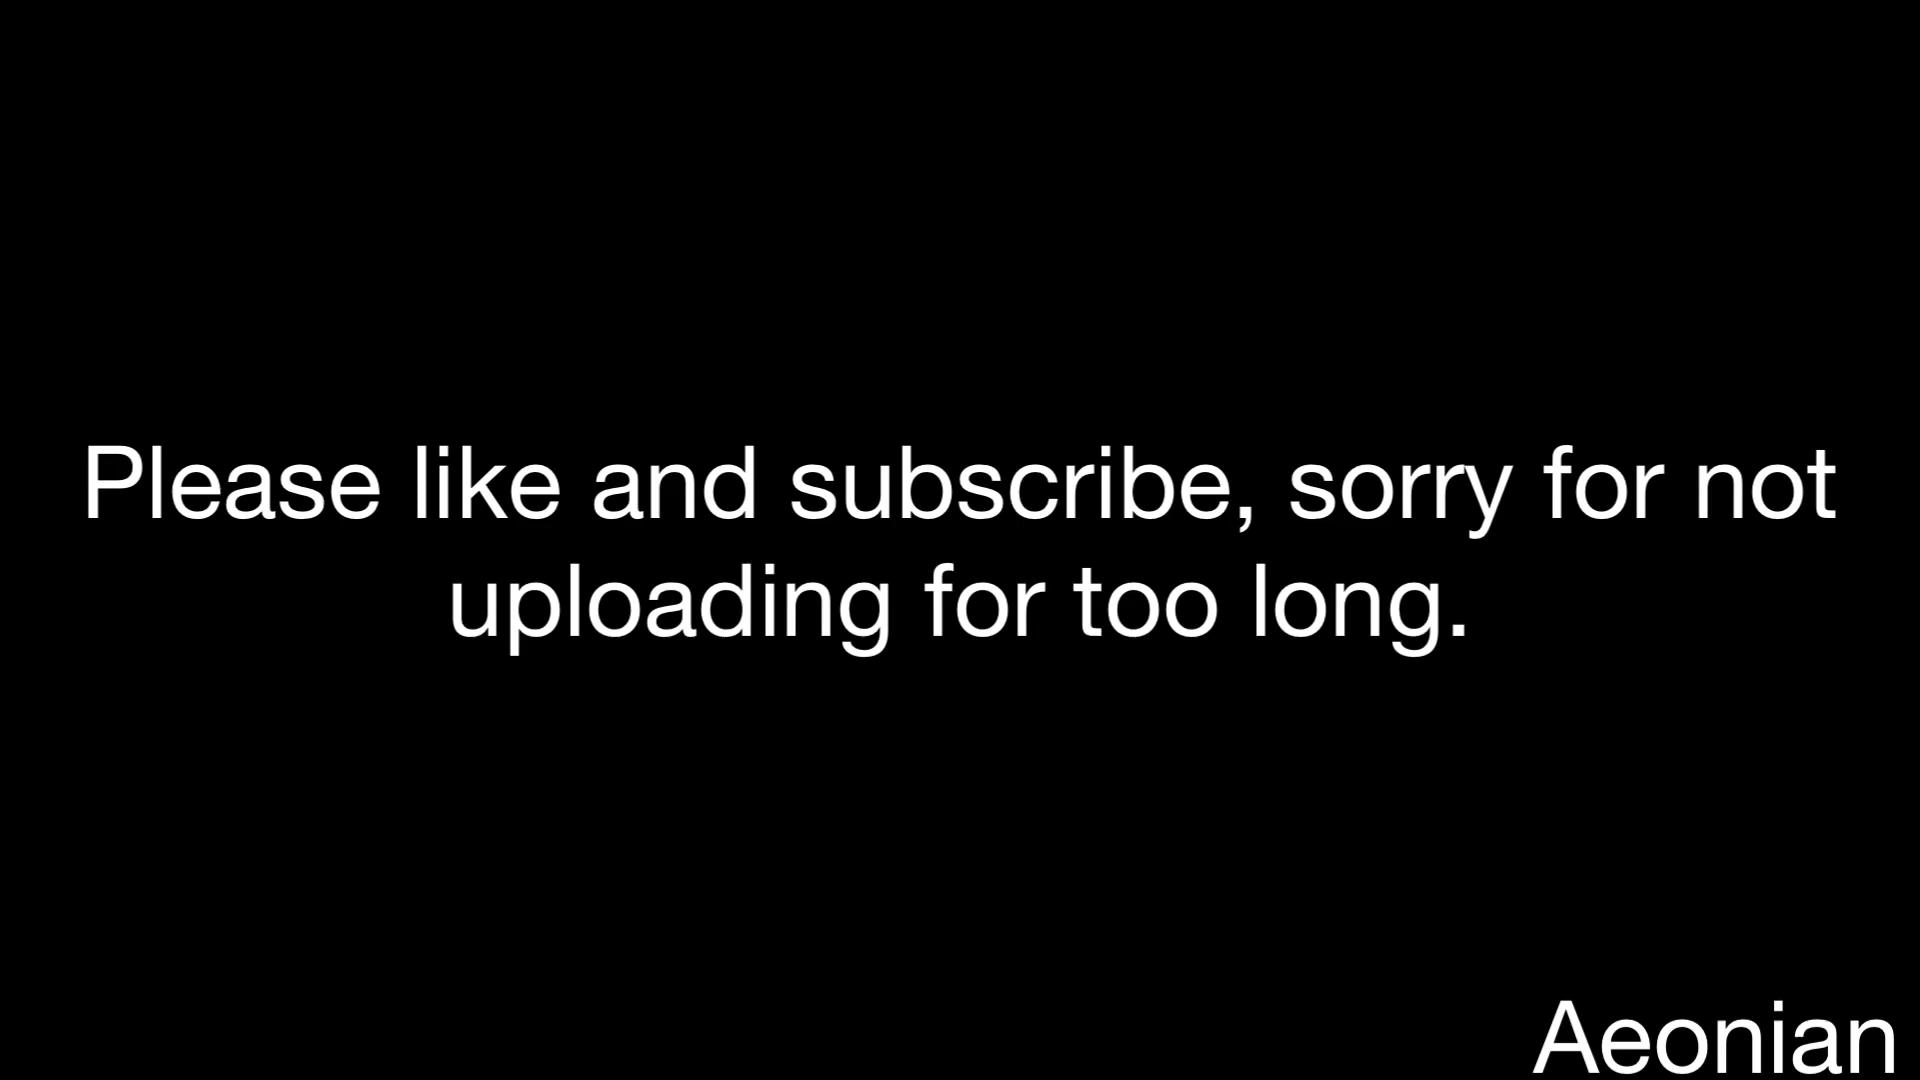 Please like and subscribe, sorry for not
uploading for too long.
Aeonian